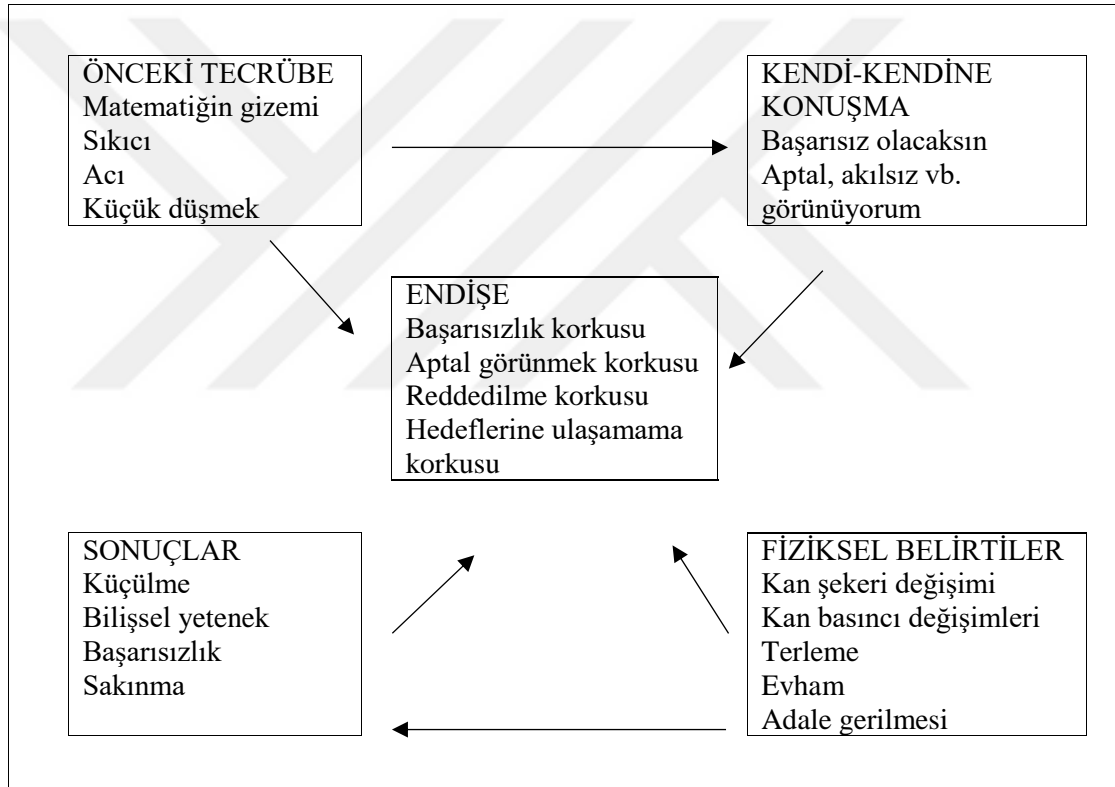 ÖNCEKİ TECRÜBE
Matematiğin gizemi
Sıkıcı
Acı
Küçük düşmek
KENDİ-KENDİNE
KONUŞMA
Başarısız olacaksın
Aptal, akılsız vb.
görünüyorum
ENDİŞE
Başarısızlık korkusu
Aptal görünmek korkusu
Reddedilme korkusu
Hedeflerine ulaşamama
korkusu
SONUÇLAR
Küçülme
Bilişsel yetenek
Başarısızlık
Sakınma
FİZİKSEL BELİRTİLER
Kan şekeri değişimi
Kan basıncı değişimleri
Terleme
Evham
Adale gerilmesi